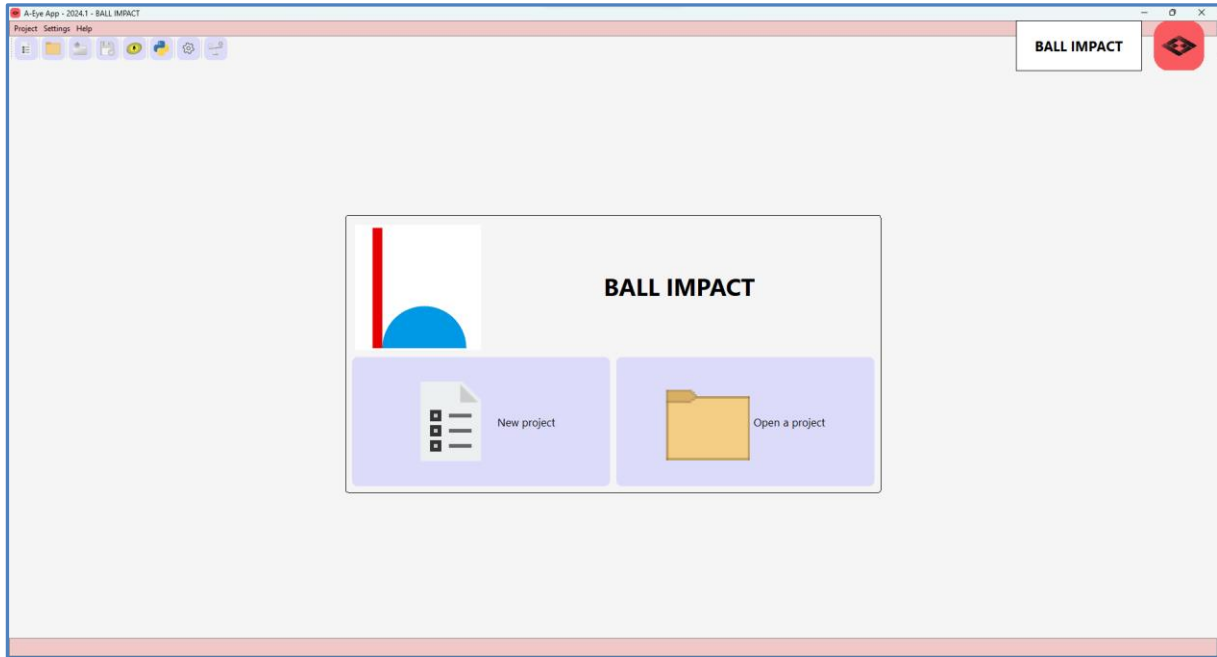 A-Eye App - 2024.1 - BALL IMPACT
Project Settings Help
BALL IMPACT
BALL IMPACT
New project
Open a project